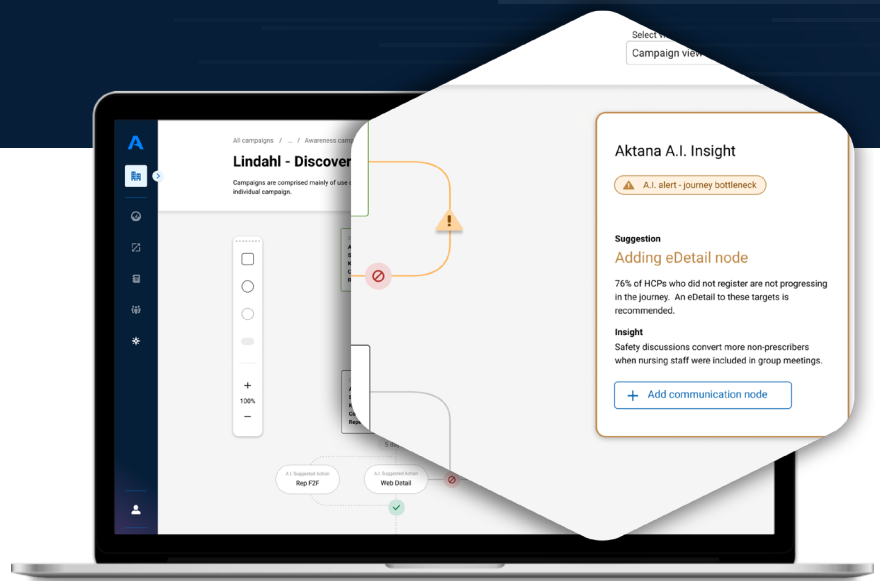 Select
Campaign view
All campaigns / ... / Awareness
Lindahl - Discover
Campaigns are comprised mainly of use
individual campaign.
100%
Aktana A.I. Insight
A.I. alert - journey bottleneck
Suggestion
Adding eDetail node
76% of HCPs who did not register are not progressing
in the journey. An eDetail to these targets is
recommended.
Insight
Safety discussions convert more non-prescribers
when nursing staff were included in group meetings.
+ Add communication node
A.I. Suggested Action
Rep F2F
A.I. Suggested Action
Web Detail